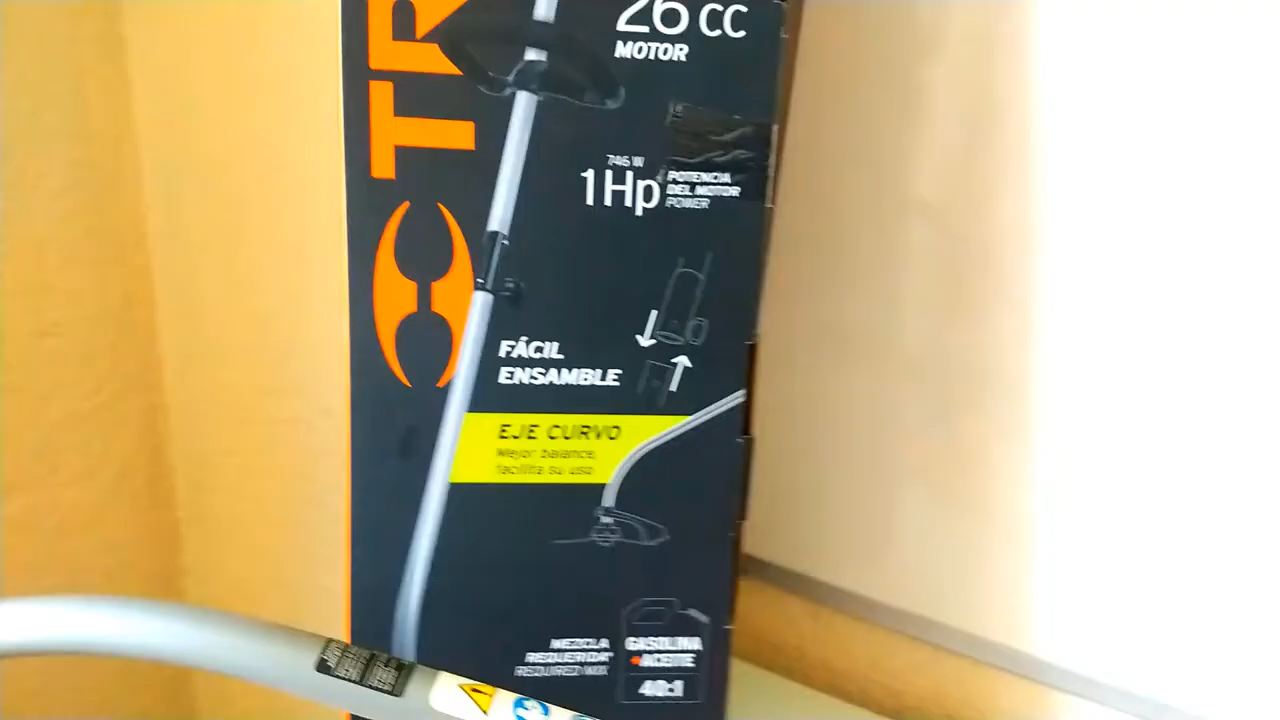 TR
26 CC
MOTOR
746 W
1Hp
POTENCIA
DEL MOTOR
POWER
FÁCIL
ENSAMBLE
EJE CURVO
Mejor balance,
facilita su uso
MEZCLA
REQUERIDA*
REQUIRED MIX
GASOLINA
+ACEITE
40:1